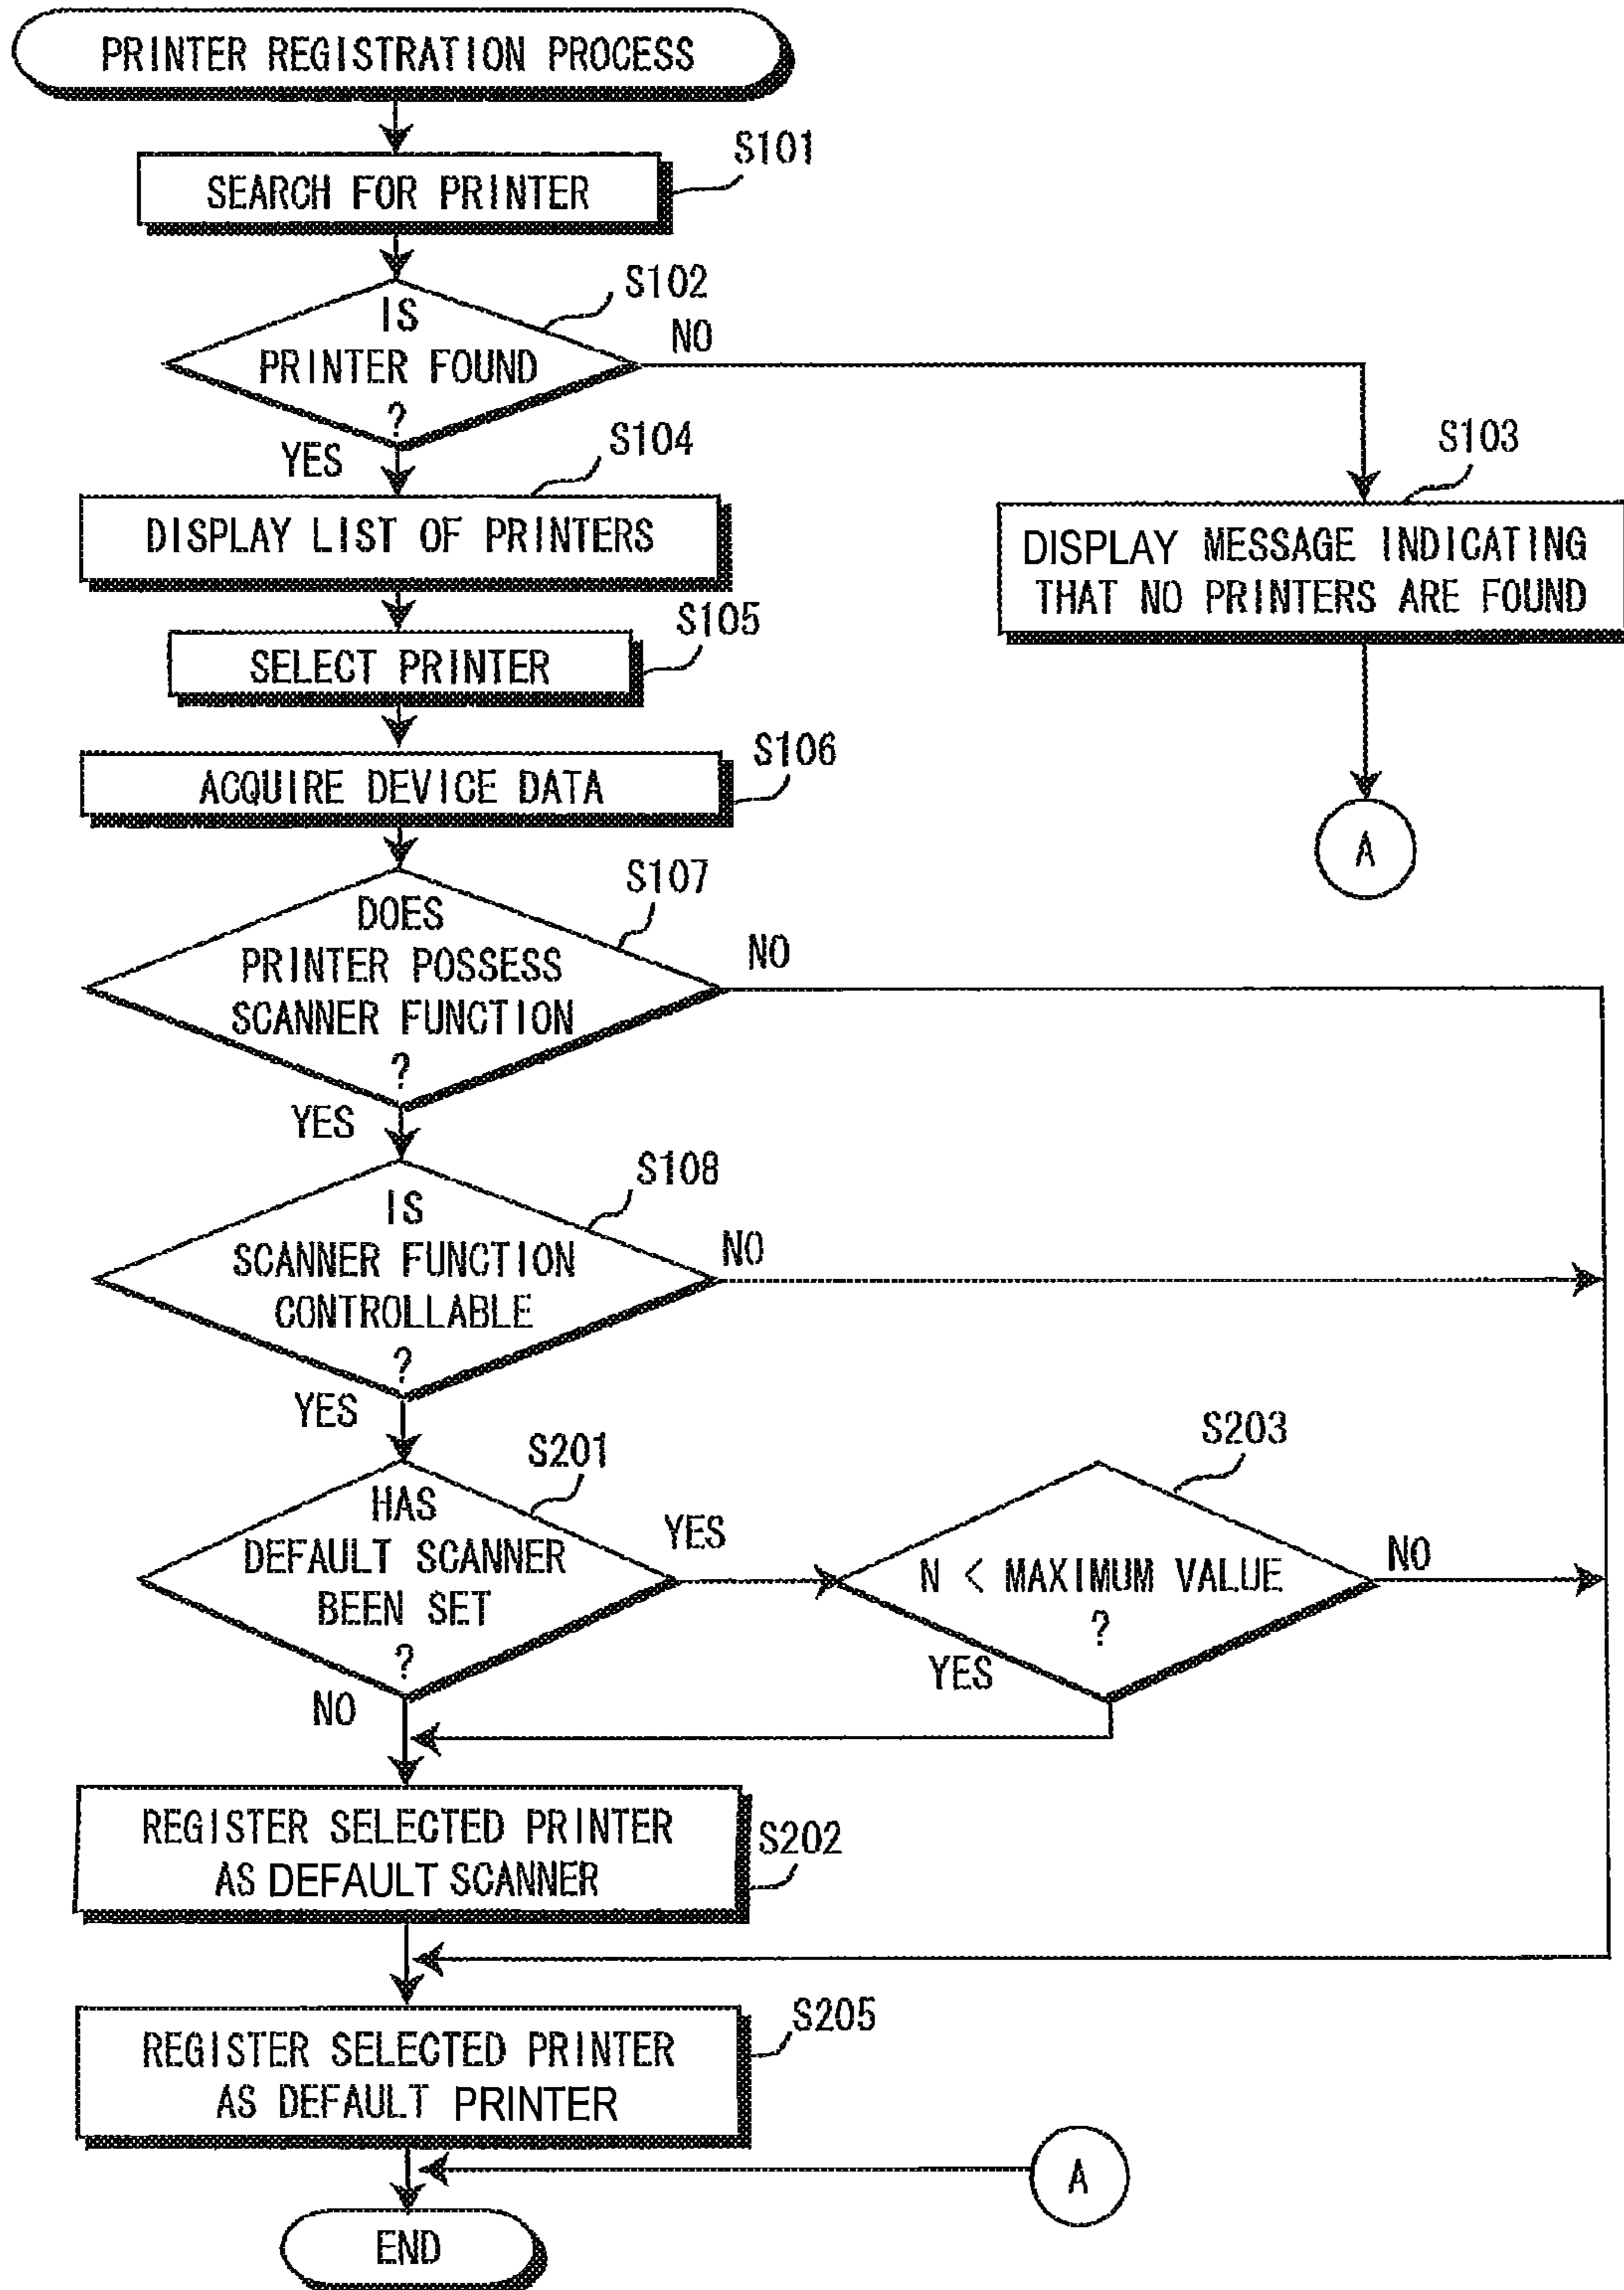 PRINTER REGISTRATION PROCESS
S101
SEARCH FOR PRINTER
S102
IS
PRINTER FOUND
?
NO
YES
S104
DISPLAY LIST OF PRINTERS
S103
DISPLAY MESSAGE INDICATING
THAT NO PRINTERS ARE FOUND
A
S105
SELECT PRINTER
S106
ACQUIRE DEVICE DATA
S107
DOES
PRINTER POSSESS
SCANNER FUNCTION
?
NO
YES
S108
IS
SCANNER FUNCTION
CONTROLLABLE
?
NO
YES
S201
HAS
DEFAULT SCANNER
BEEN SET
?
YES
NO
S203
N < MAXIMUM VALUE
?
NO
YES
REGISTER SELECTED PRINTER
AS DEFAULT SCANNER
S202
REGISTER SELECTED PRINTER
AS DEFAULT PRINTER
S205
A
END